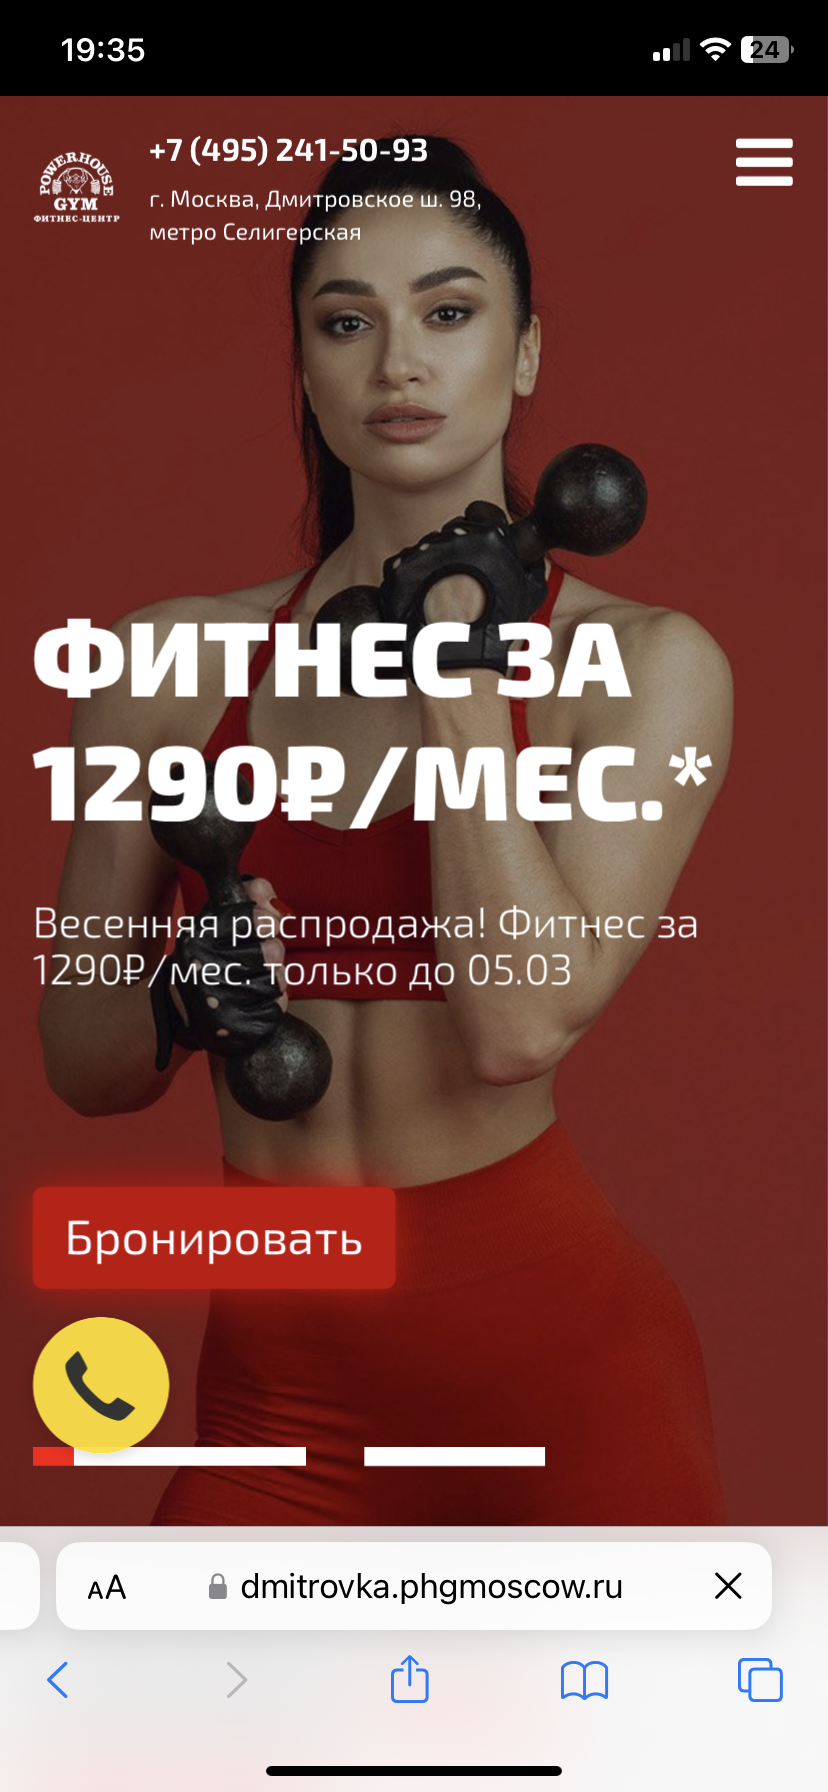 19:35
24
POWERHOUSE
GYM
ФИТНЕС-ЦЕНТР
+7 (495) 241-50-93
г. Москва, Дмитровское ш. 98,
метро Селигерская
ФИТНЕС ЗА
1290₽/МЕС.*
Весенняя распродажа! Фитнес за
1290₽/мес. только до 05.03
Бронировать
AA
dmitrovka.phgmoscow.ru